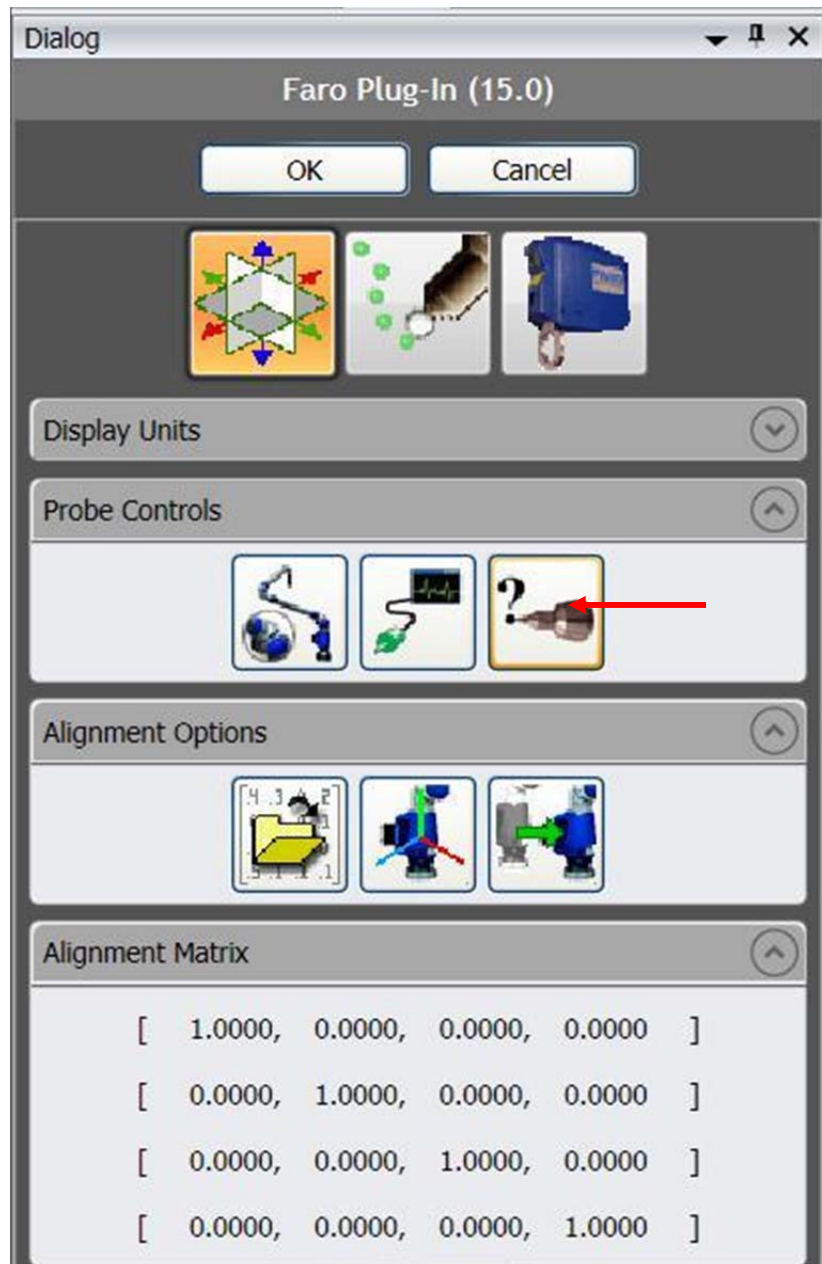 Dialog
Faro Plug-In (15.0)
OK Cancel
Display Units
Probe Controls
?
Alignment Options
Alignment Matrix
[ 1.0000, 0.0000, 0.0000, 0.0000 ]
[ 0.0000, 1.0000, 0.0000, 0.0000 ]
[ 0.0000, 0.0000, 1.0000, 0.0000 ]
[ 0.0000, 0.0000, 0.0000, 1.0000 ]